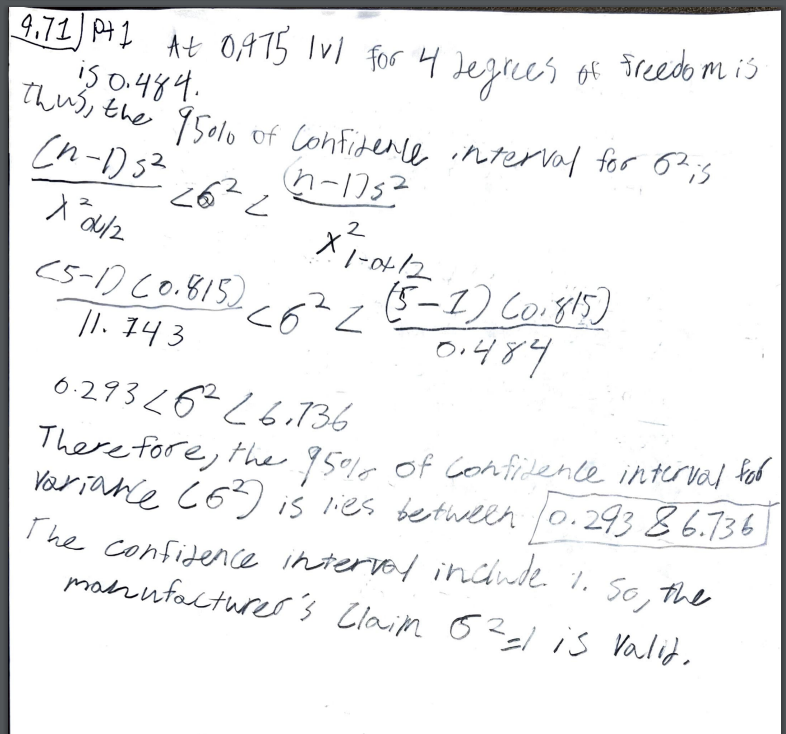 9.71) Pt 1 At 0,975 lvl for 4 degrees of freedom is
is 0.484.
thus, the 95% of confidence interval for σ² is
(n-1)s² / χ²α/2 < σ² < (n-1)s² / χ²1-α/2
(5-1)(0.815) / 11.143 < σ² < (5-1)(0.815) / 0.484
0.293 < σ² < 6.736
Therefore, the 95% of confidence interval for
variance (σ²) is lies between 0.293 & 6.736
The confidence interval include 1. So, the
manufacturer's claim σ²=1 is valid.